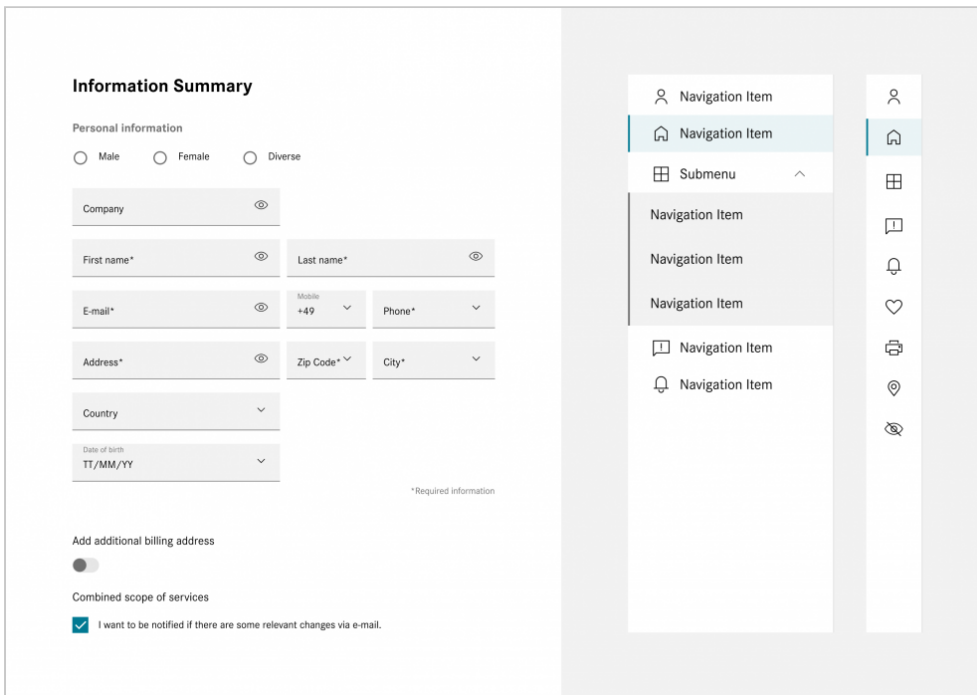 Information Summary
Personal information
Male Female Diverse
Company
First name* Last name*
E-mail* Mobile +49 Phone*
Address* Zip Code* City*
Country
Date of birth
TT/MM/YY
*Required information
Add additional billing address
Combined scope of services
I want to be notified if there are some relevant changes via e-mail.
Navigation Item
Navigation Item
Submenu
Navigation Item
Navigation Item
Navigation Item
Navigation Item
Navigation Item